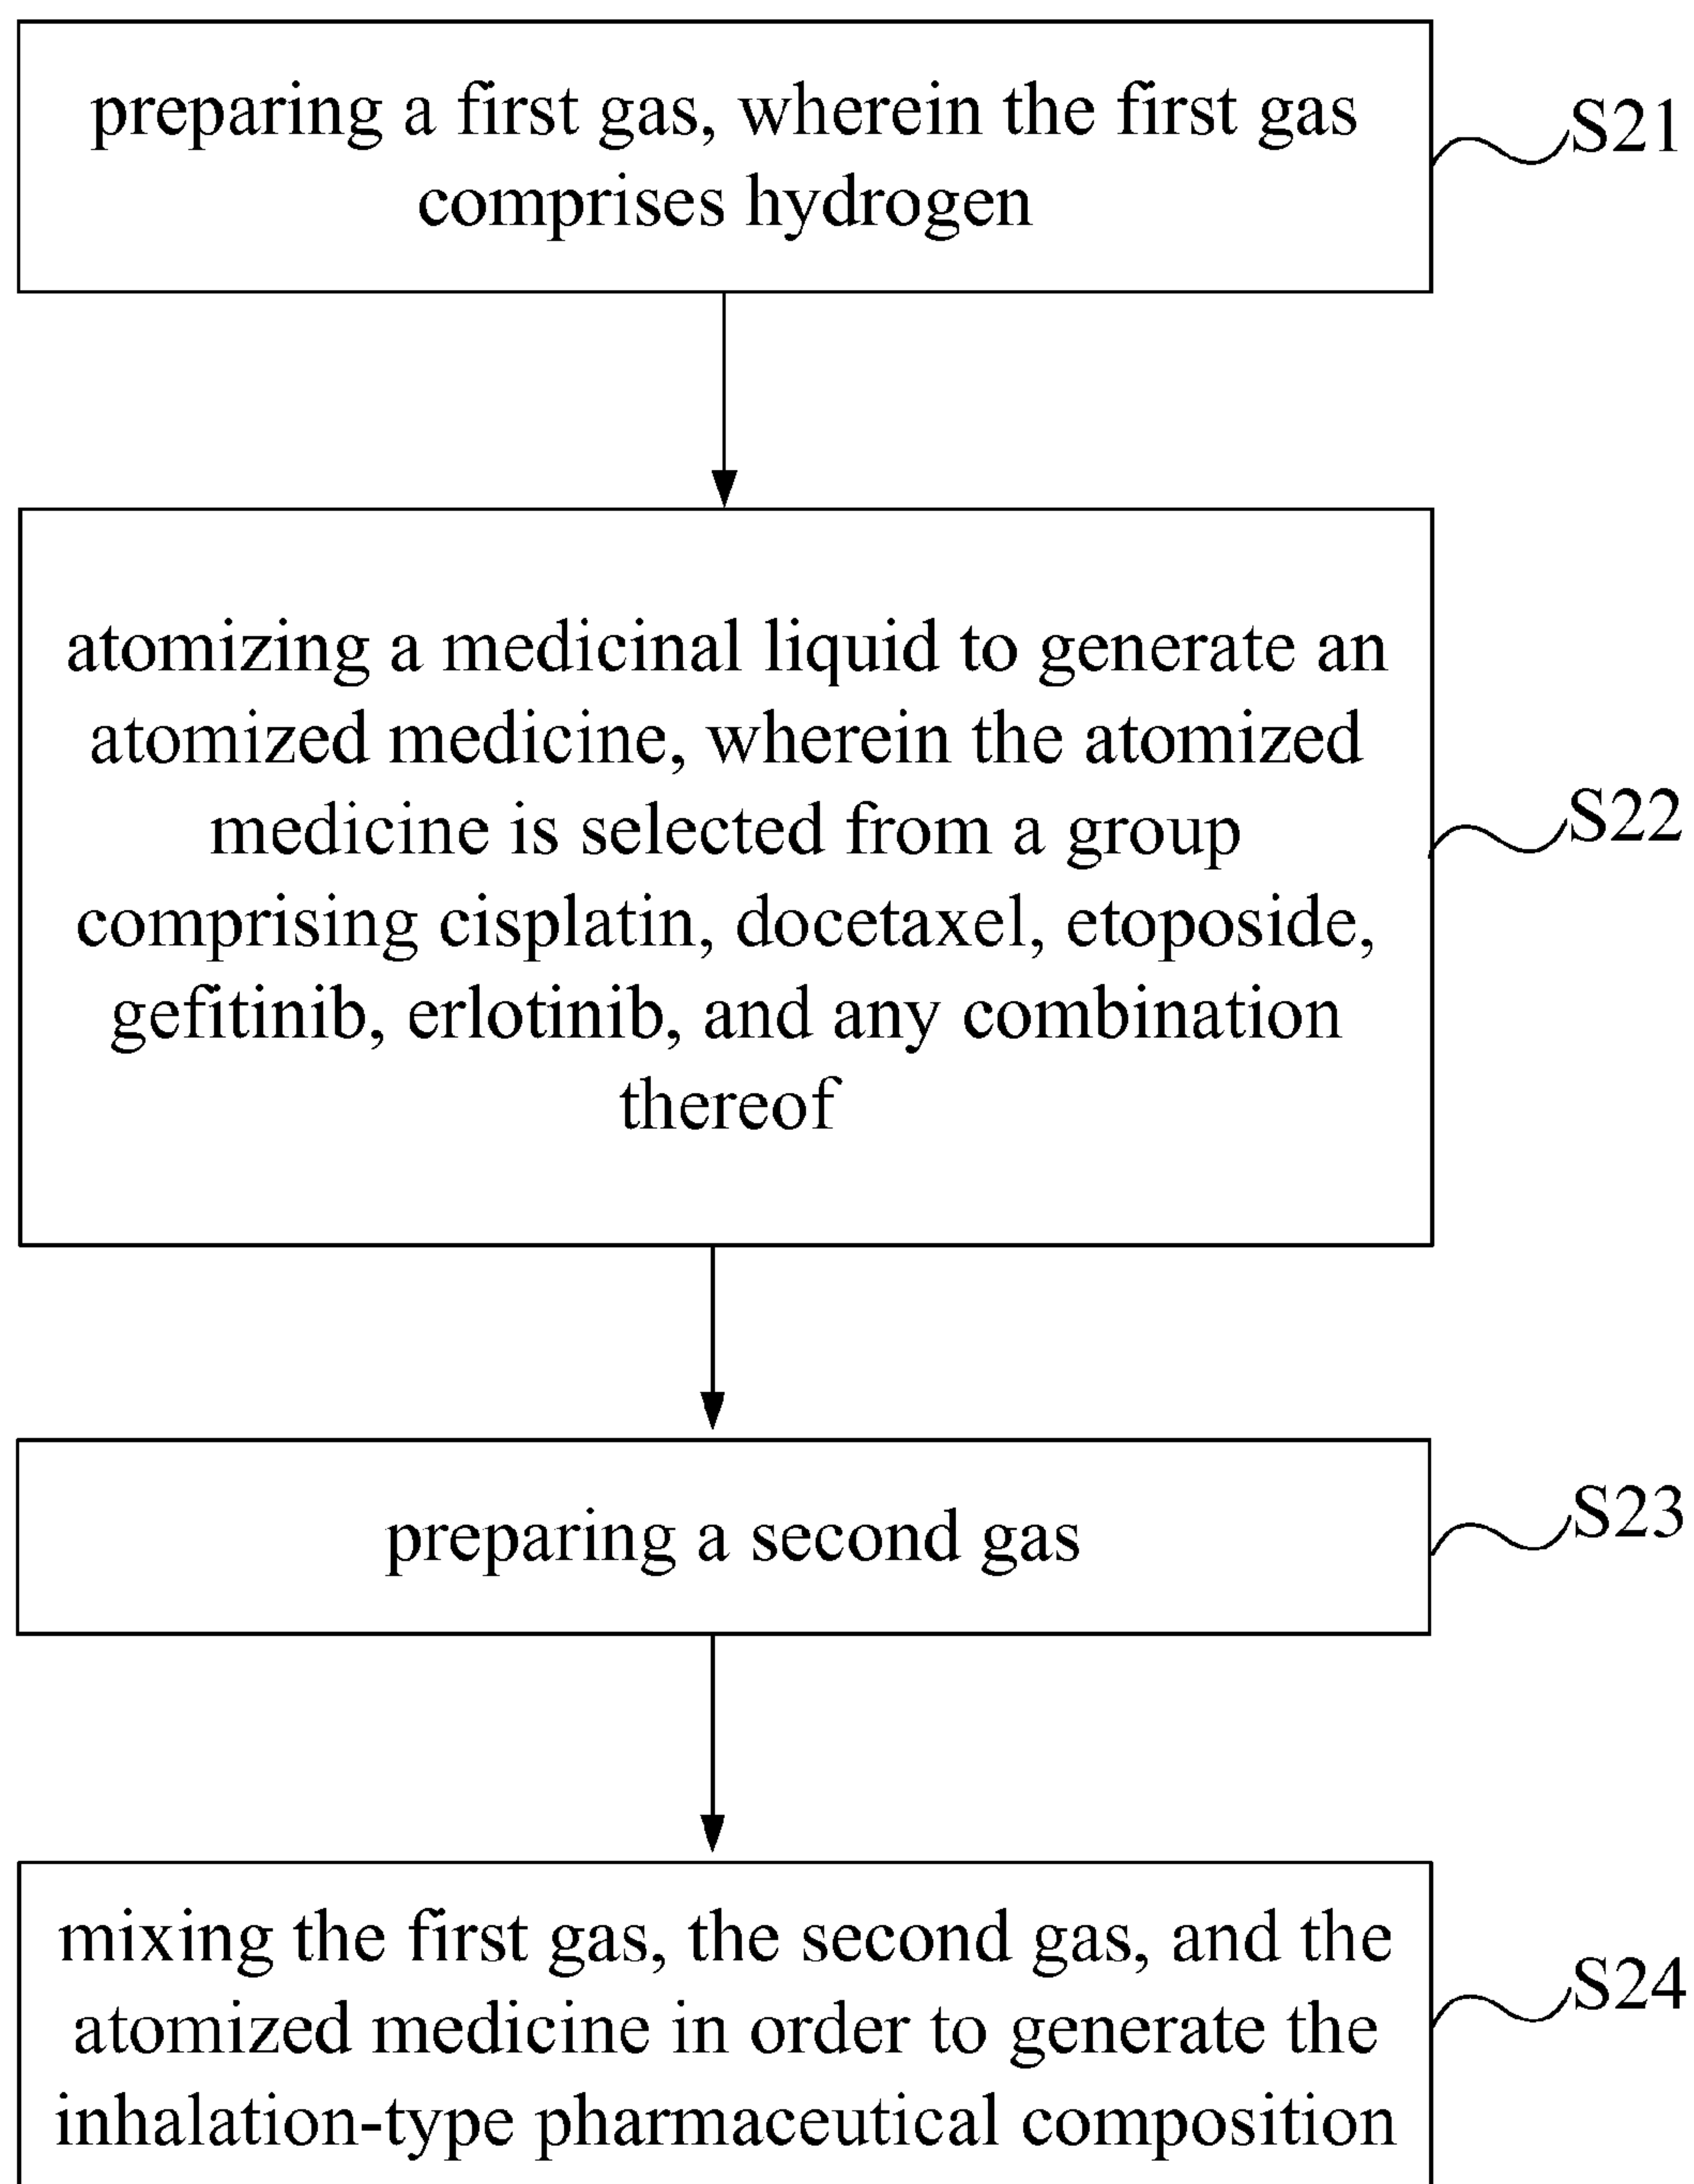 preparing a first gas, wherein the first gas
comprises hydrogen
S21
atomizing a medicinal liquid to generate an
atomized medicine, wherein the atomized
medicine is selected from a group
comprising cisplatin, docetaxel, etoposide,
gefitinib, erlotinib, and any combination
thereof
S22
preparing a second gas
S23
mixing the first gas, the second gas, and the
atomized medicine in order to generate the
inhalation-type pharmaceutical composition
S24